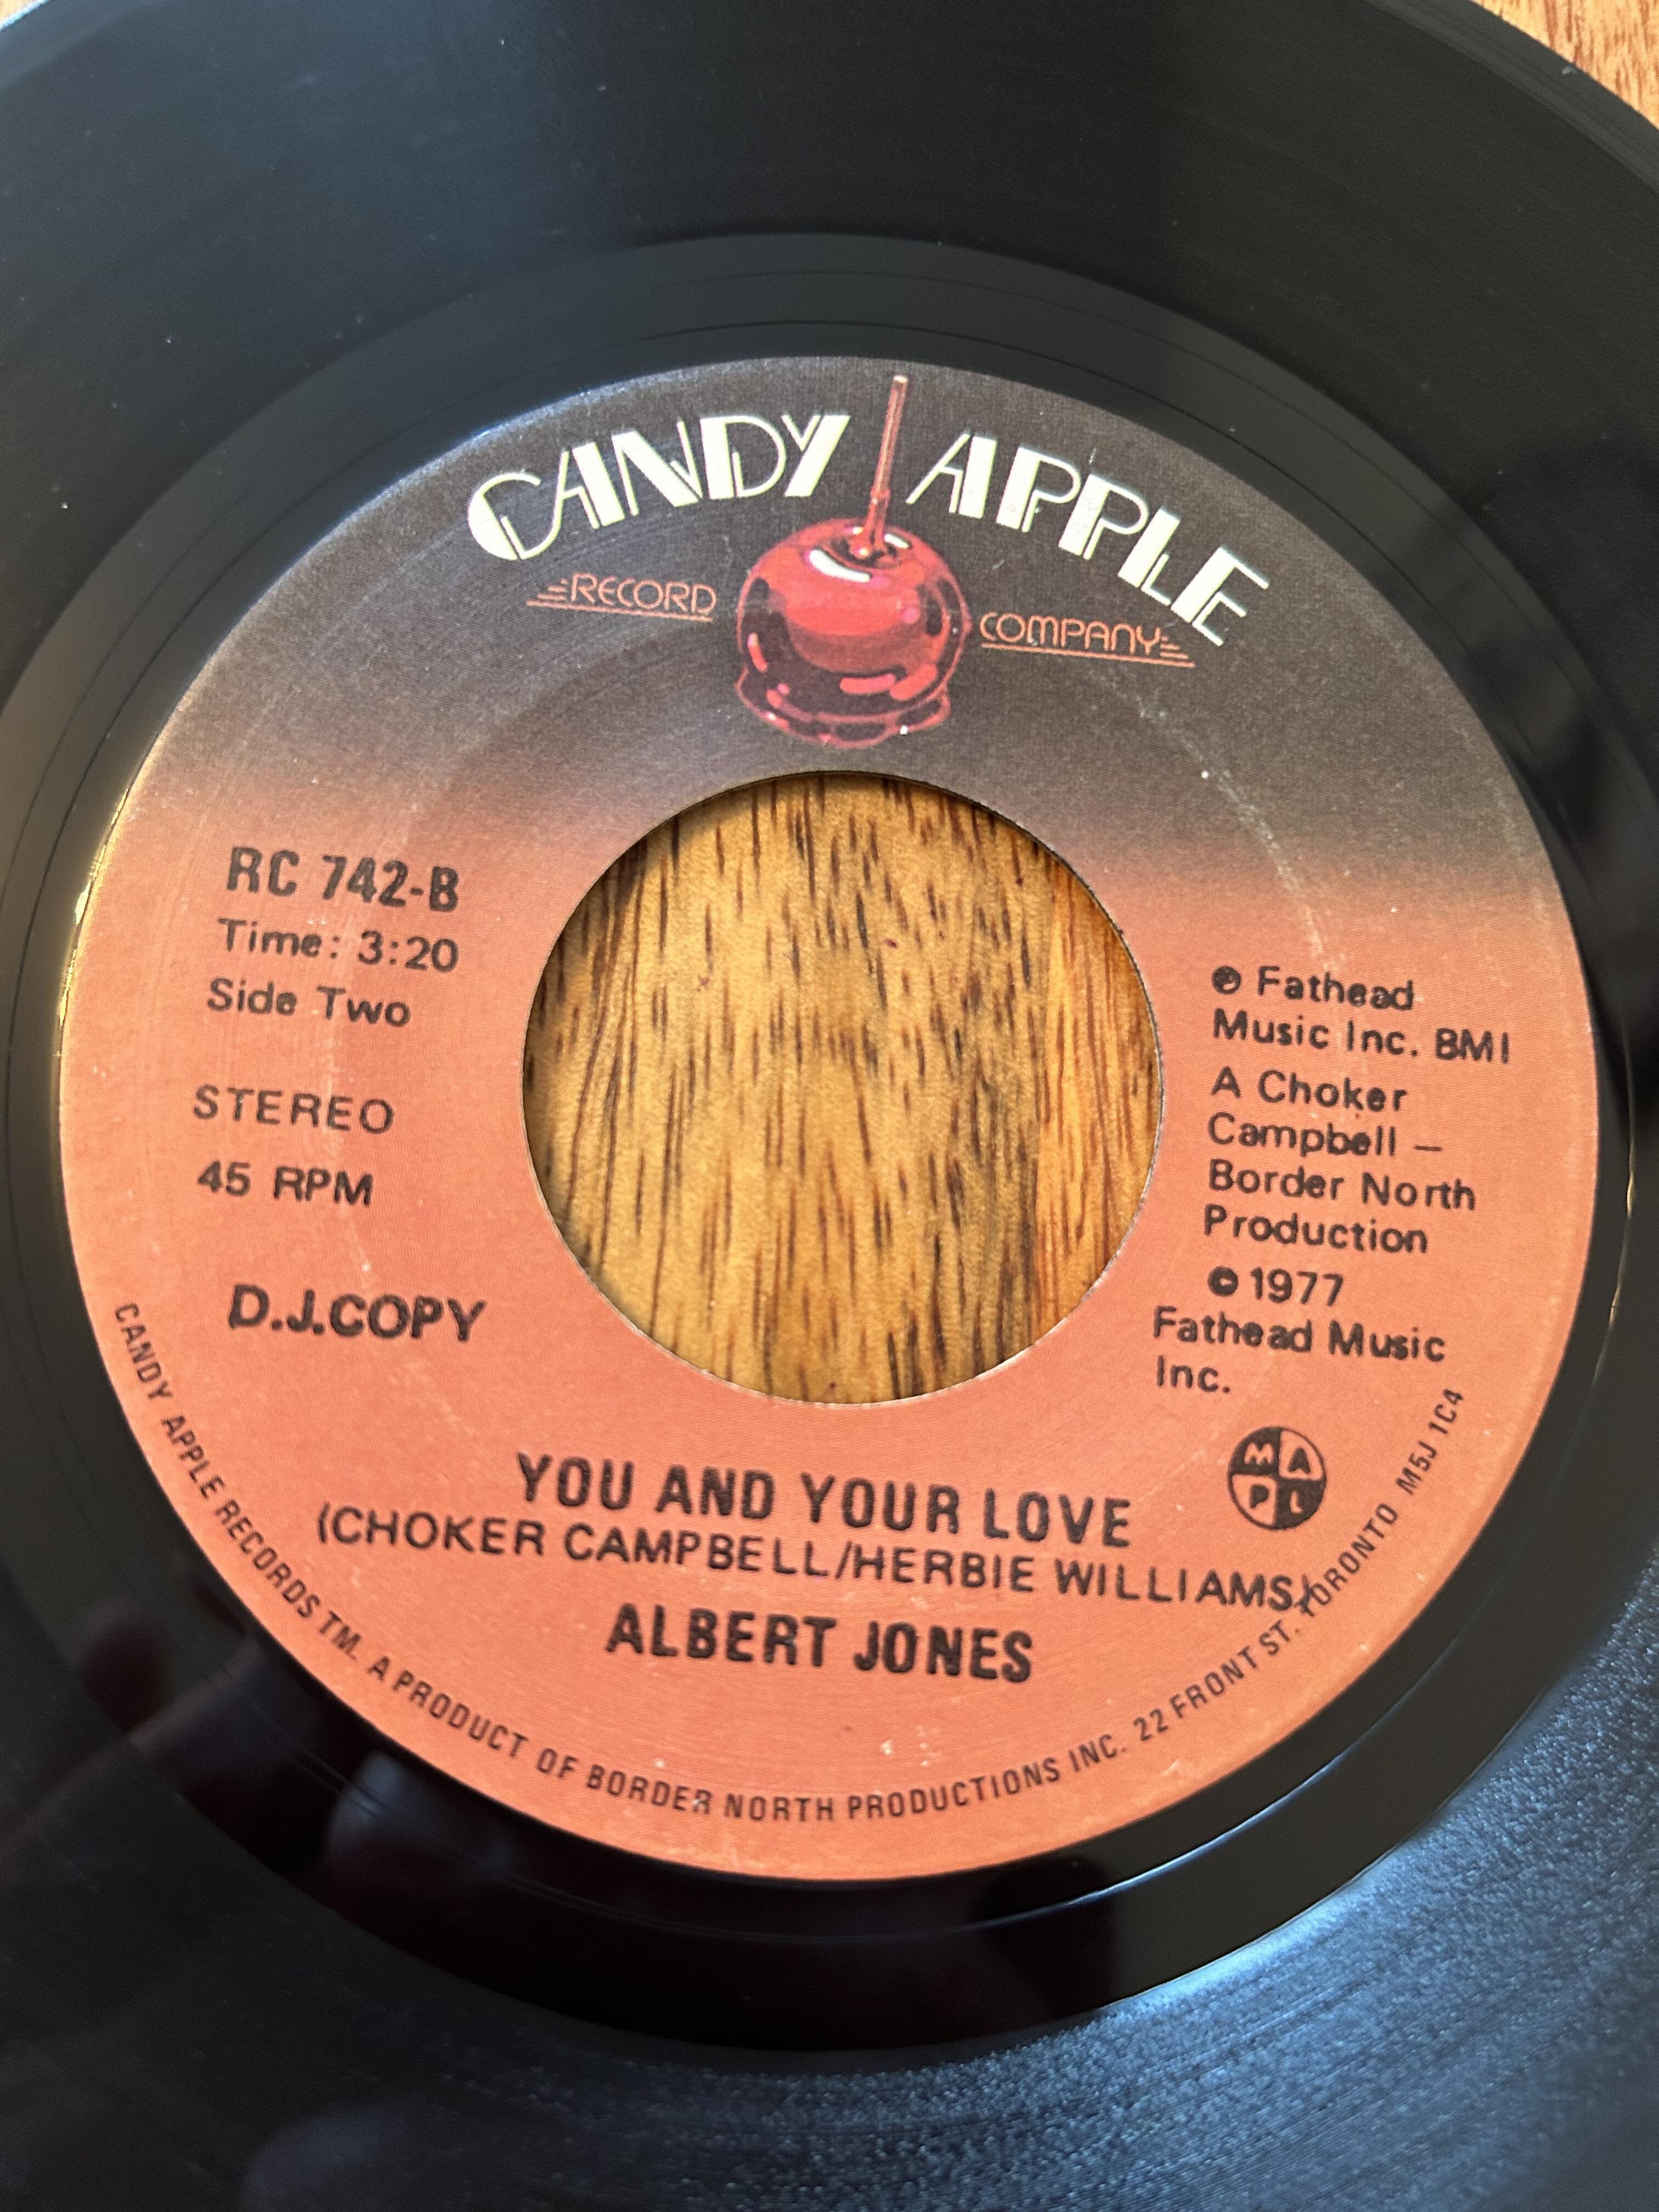 CANDY APPLE
RECORD COMPANY
RC 742-B
Time: 3:20
Side Two
STEREO
45 RPM
D.J.COPY
℗ Fathead
Music Inc. BMI
A Choker
Campbell –
Border North
Production
© 1977
Fathead Music
Inc.
M A
P L
YOU AND YOUR LOVE
(CHOKER CAMPBELL/HERBIE WILLIAMS)
ALBERT JONES
CANDY APPLE RECORDS TM. A PRODUCT OF BORDER NORTH PRODUCTIONS INC. 22 FRONT ST. TORONTO M5J 1C4